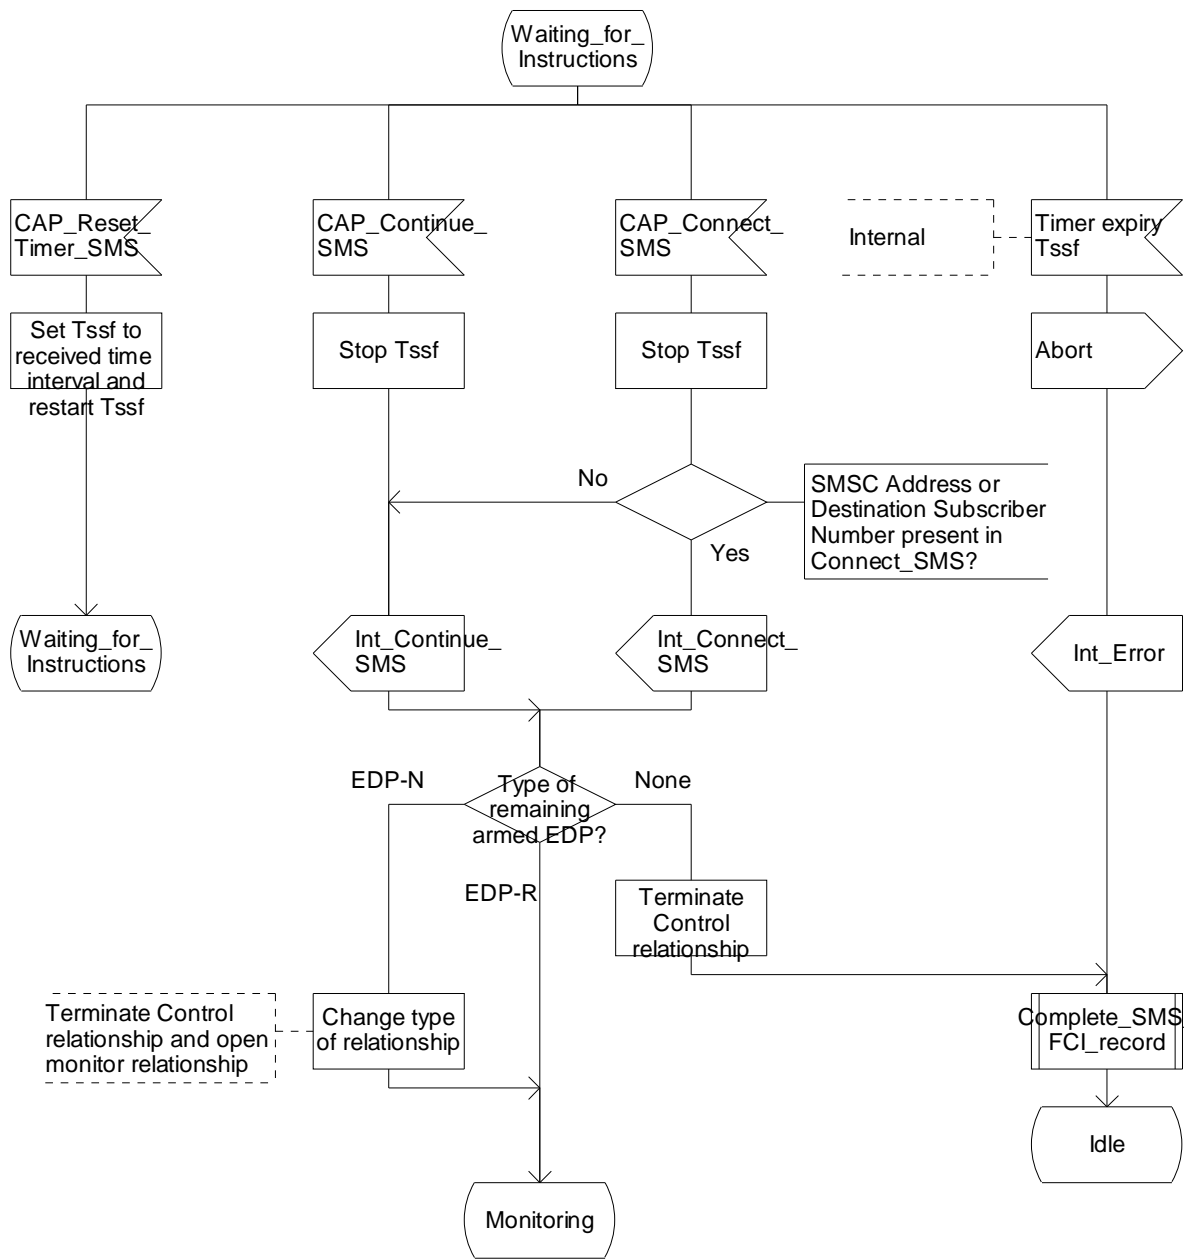 Waiting_for_
Instructions
CAP_Reset_
Timer_SMS
CAP_Continue_
SMS
CAP_Connect_
SMS
Internal
Timer expiry
Tssf
Set Tssf to
received time
interval and
restart Tssf
Stop Tssf
Stop Tssf
Abort
No
Yes
SMSC Address or
Destination Subscriber
Number present in
Connect_SMS?
Waiting_for_
Instructions
Int_Continue_
SMS
Int_Connect_
SMS
Int_Error
EDP-N
Type of
remaining
armed EDP?
None
EDP-R
Terminate
Control
relationship
Terminate Control
relationship and open
monitor relationship
Change type
of relationship
Complete_SMS_
FCI_record
Idle
Monitoring